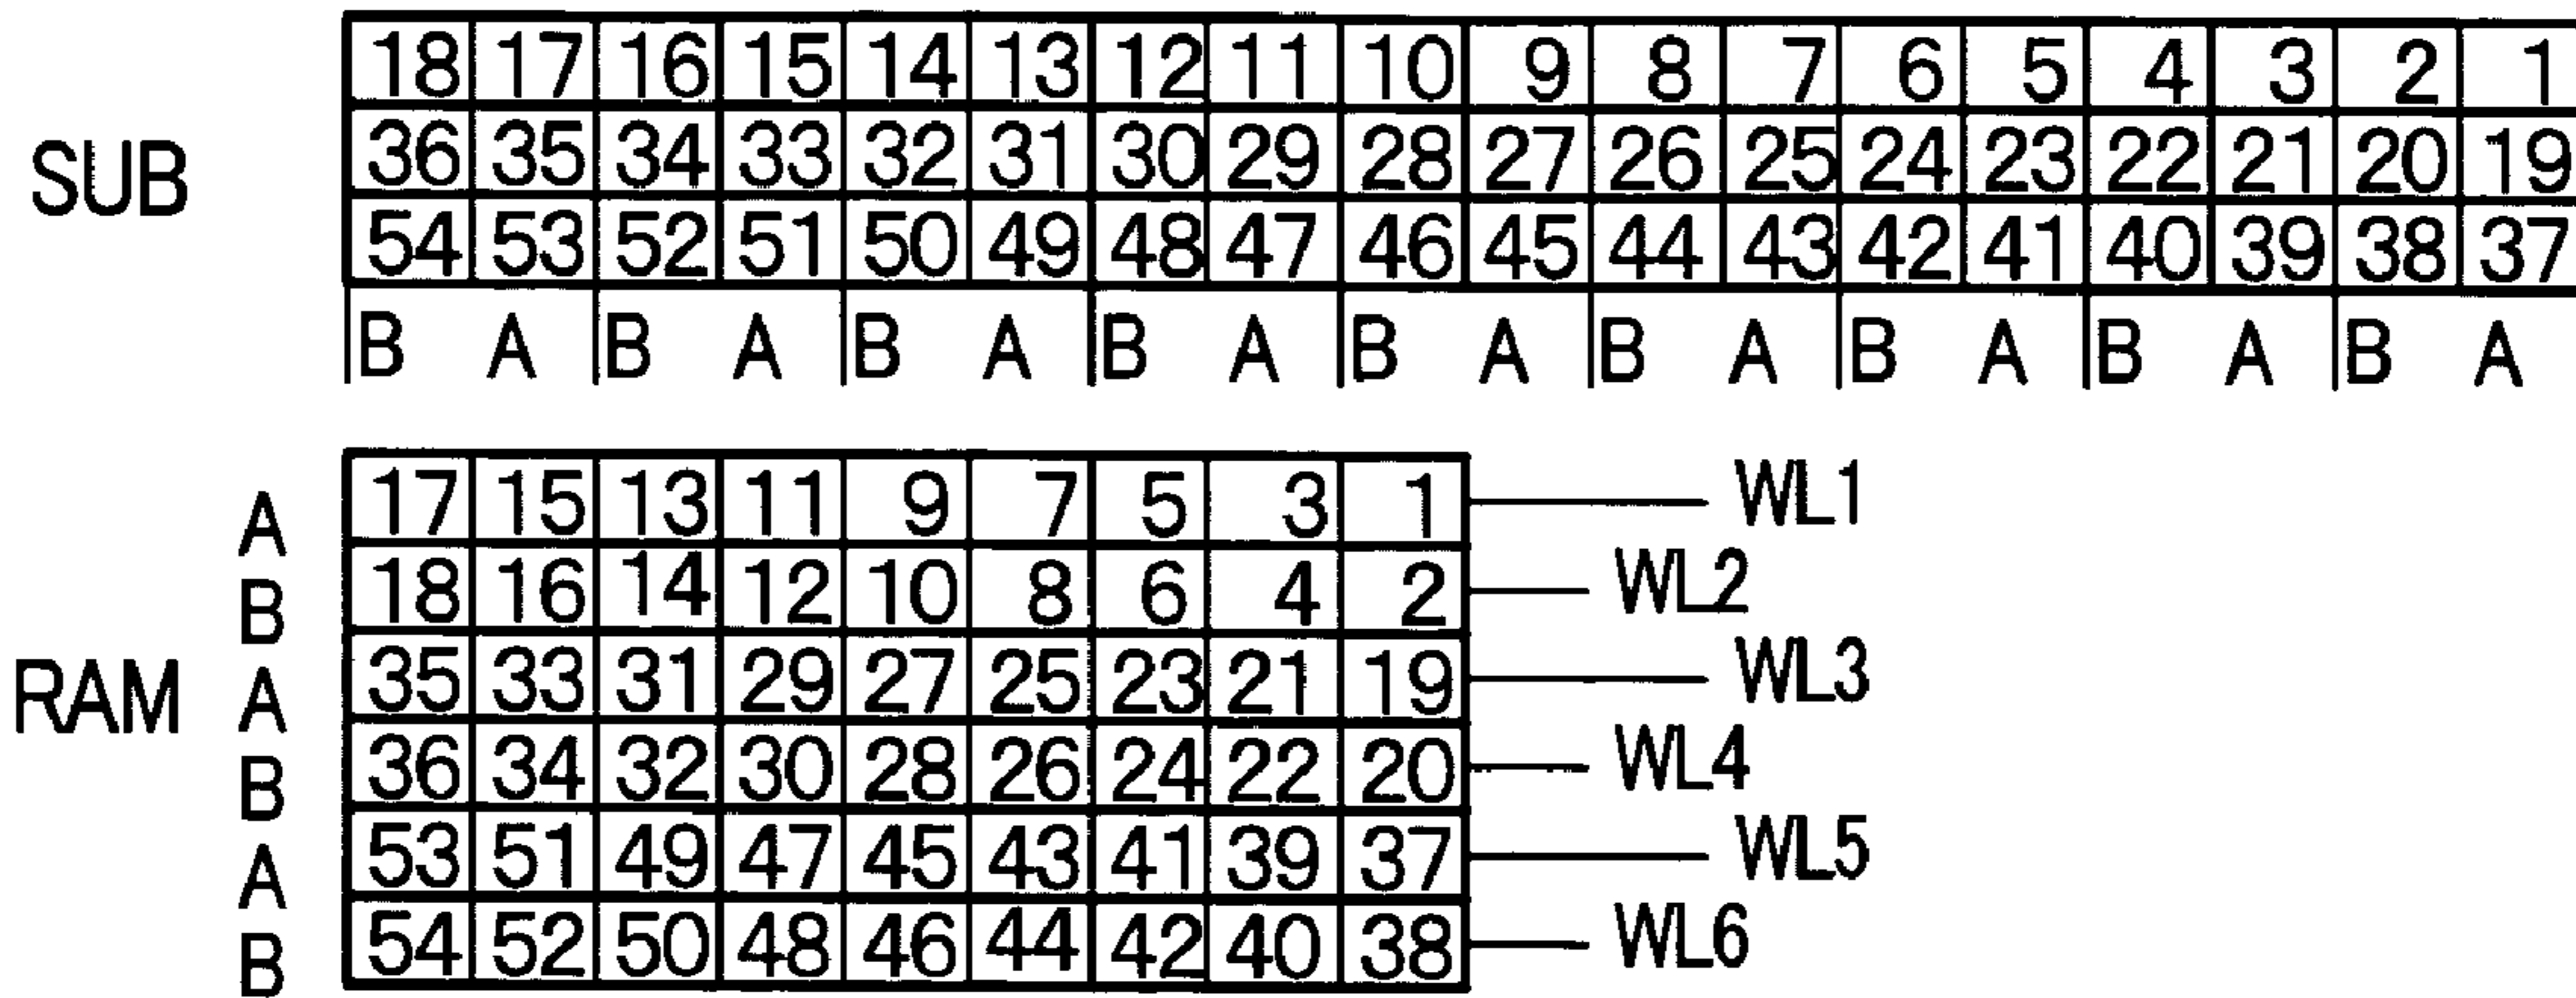 18 17 16 15 14 13 12 11 10 9 8 7 6 5 4 3 2 1
SUB 36 35 34 33 32 31 30 29 28 27 26 25 24 23 22 21 20 19
54 53 52 51 50 49 48 47 46 45 44 43 42 41 40 39 38 37
B A B A B A B A B A B A B A B A B A
A 17 15 13 11 9 7 5 3 1 WL1
B 18 16 14 12 10 8 6 4 2 WL2
RAM A 35 33 31 29 27 25 23 21 19 WL3
B 36 34 32 30 28 26 24 22 20 WL4
A 53 51 49 47 45 43 41 39 37 WL5
B 54 52 50 48 46 44 42 40 38 WL6